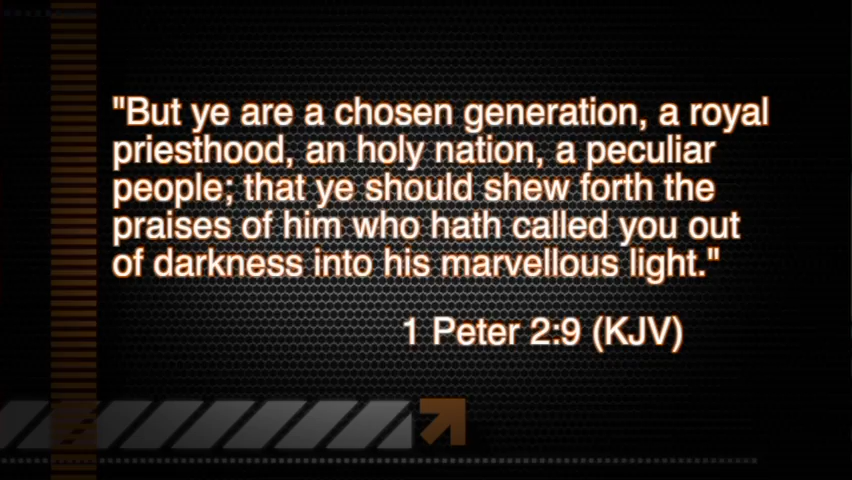 "But ye are a chosen generation, a royal
priesthood, an holy nation, a peculiar
people; that ye should shew forth the
praises of him who hath called you out
of darkness into his marvellous light."
1 Peter 2:9 (KJV)